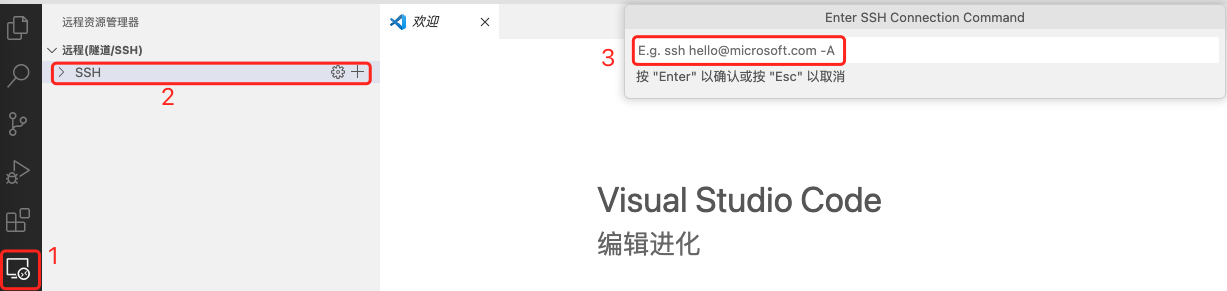 远程资源管理器
远程(隧道/SSH)
SSH
2
1
欢迎
Enter SSH Connection Command
3
E.g. ssh hello@microsoft.com -A
按 "Enter" 以确认或按 "Esc" 以取消
Visual Studio Code
编辑进化